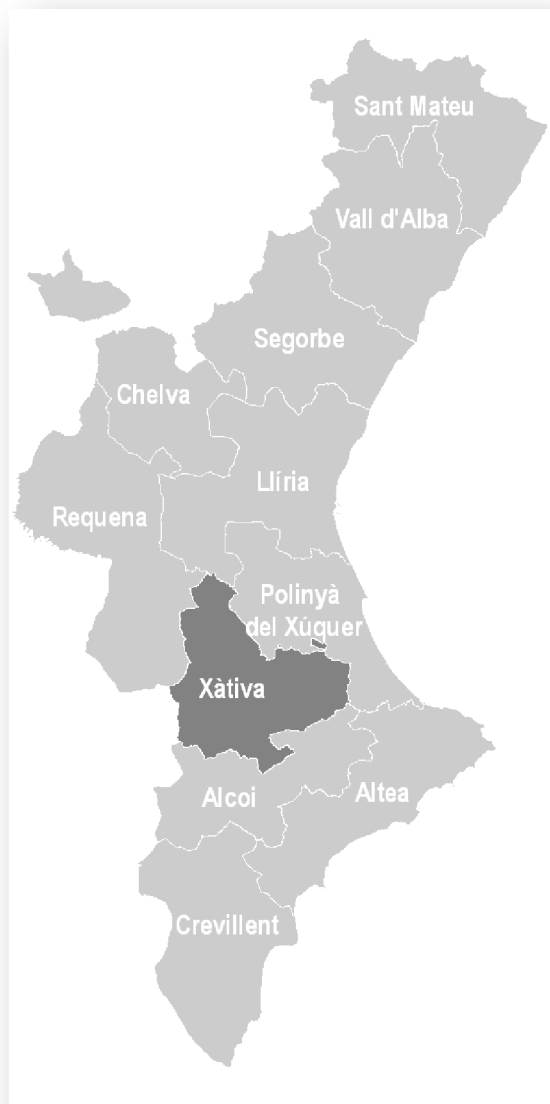 Sant Mateu
Vall d'Alba
Segorbe
Chelva
Llíria
Requena
Polinyà
del Xúquer
Xàtiva
Alcoi
Altea
Crevillent